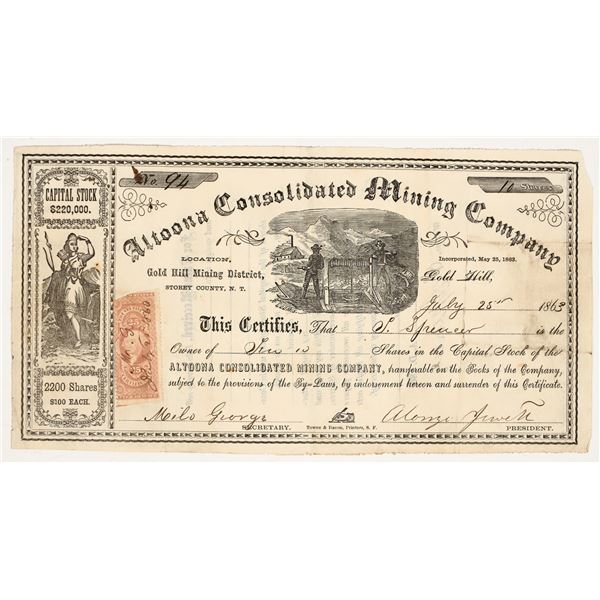 No. 94
10 Shares
CAPITAL STOCK
$220,000.
Altoona Consolidated Mining Company
LOCATION,
Gold Hill Mining District,
STOREY COUNTY, N. T.
Incorporated, May 25, 1863.
Gold Hill,
July 25 1863
This Certifies, That S. Spencer is the
Owner of Ten 10 Shares in the Capital Stock of the
ALTOONA CONSOLIDATED MINING COMPANY, transferable on the Books of the Company,
subject to the provisions of the By-Laws, by indorsement hereon and surrender of this Certificate.
2200 Shares
$100 EACH.
25
Milo George
Alonzo Jewett
SECRETARY.
Towne & Bacon, Printers, S. F.
PRESIDENT.